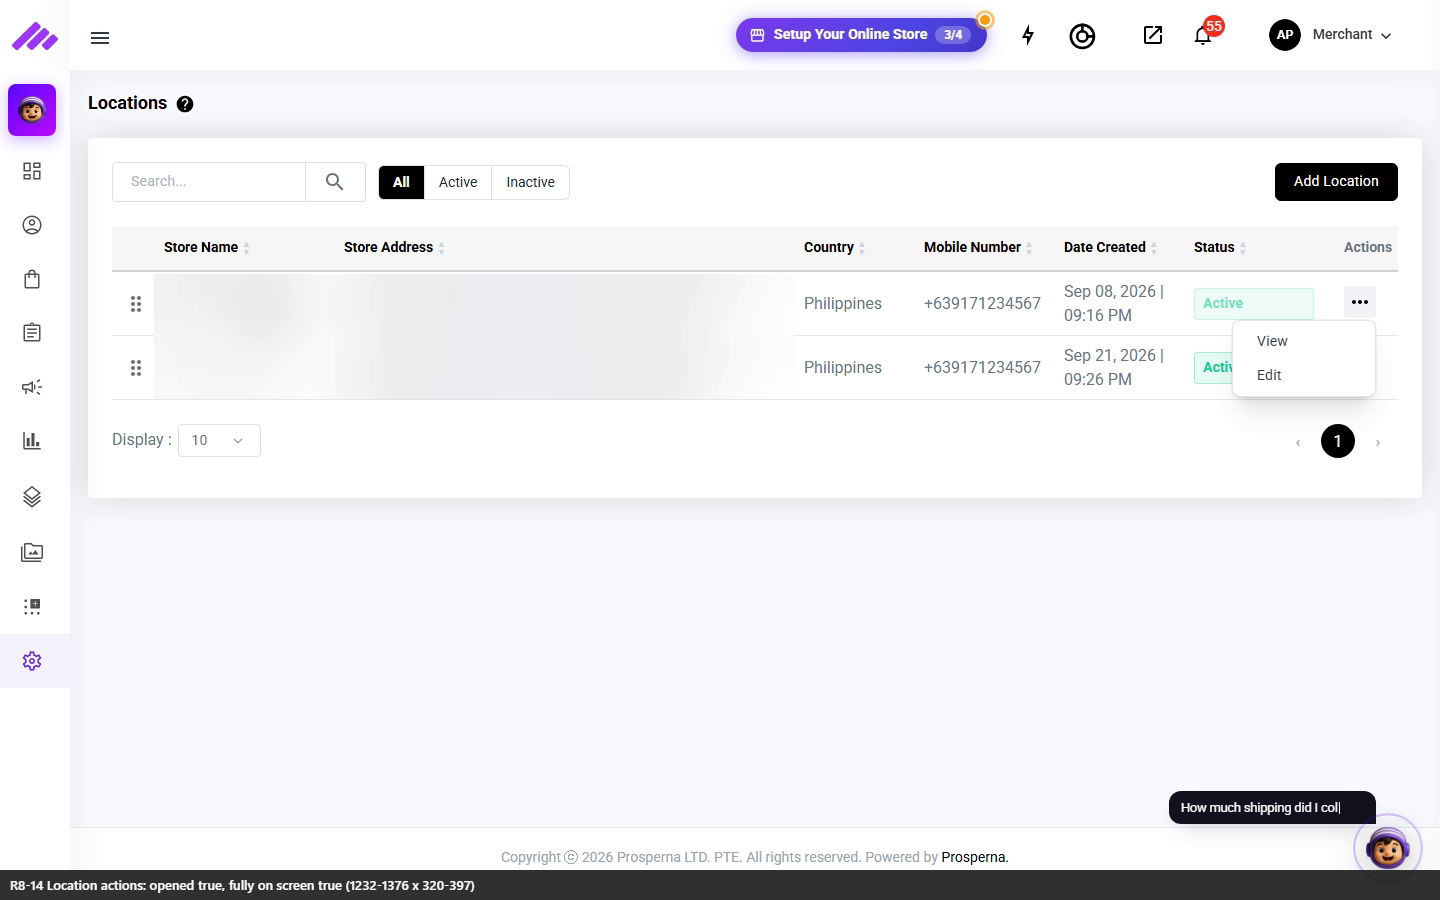 Setup Your Online Store 3/4
55
AP Merchant
Locations ?
Search...
All Active Inactive
Add Location
Store Name Store Address Country Mobile Number Date Created Status Actions
Philippines +639171234567 Sep 08, 2026 | 09:16 PM Active
View
Edit
Philippines +639171234567 Sep 21, 2026 | 09:26 PM
Display : 10
‹ 1 ›
How much shipping did I col
Copyright © 2026 Prosperna LTD. PTE. All rights reserved. Powered by Prosperna.
R8-14 Location actions: opened true, fully on screen true (1232-1376 x 320-397)